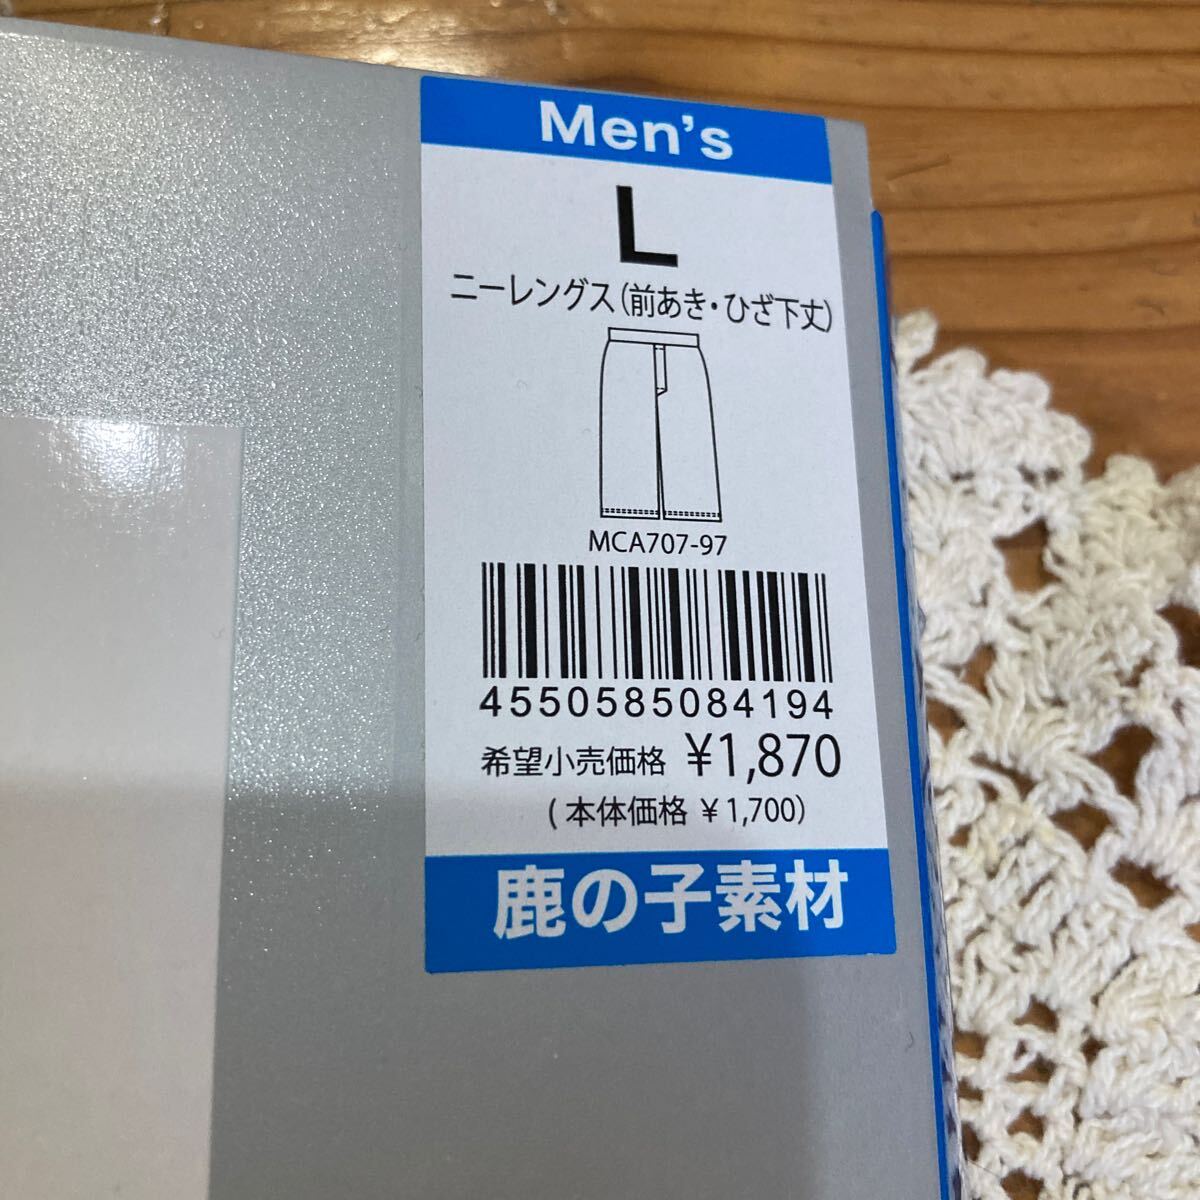 Men's
L
ニーレングス(前あき・ひざ下丈)
MCA707-97
4550585084194
希望小売価格 ¥1,870
(本体価格 ¥1,700)
鹿の子素材